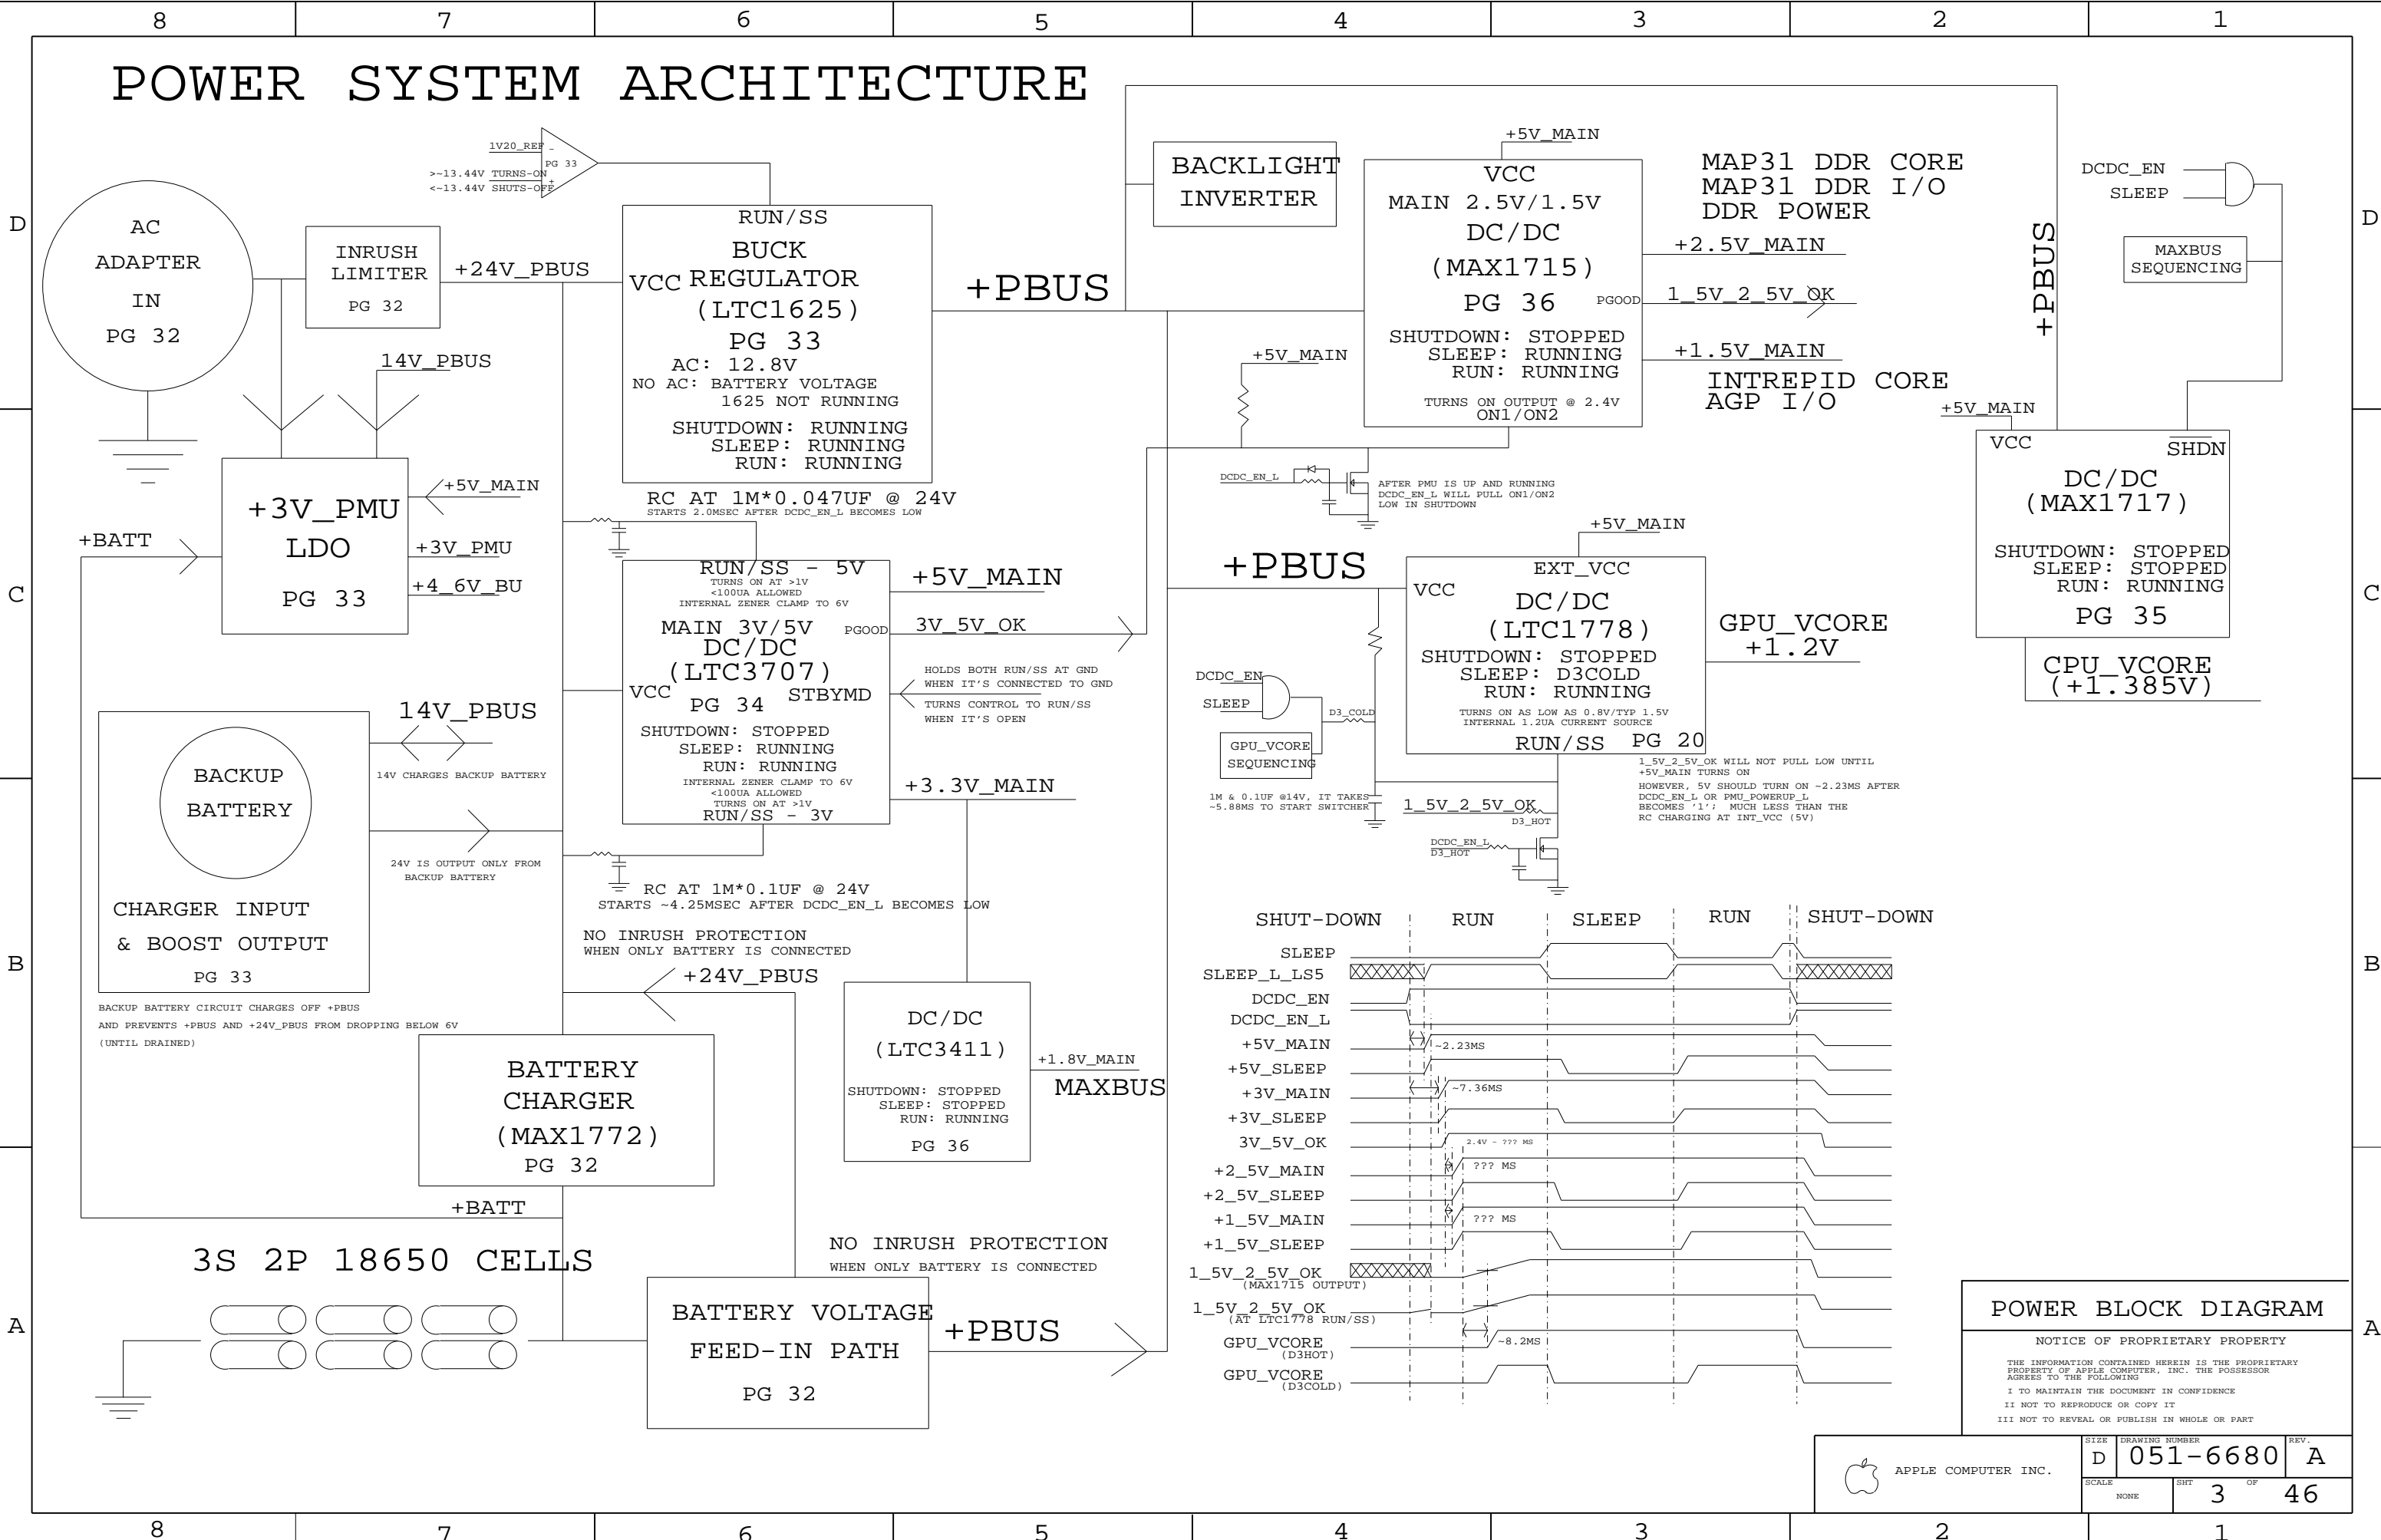 8 7 6 5 4 3 2 1
POWER SYSTEM ARCHITECTURE
D
C
B
A
AC
ADAPTER
IN
PG 32
INRUSH
LIMITER
PG 32
+24V_PBUS
1V20_REF
-
PG 33
>~13.44V TURNS-ON
+
<~13.44V SHUTS-OFF
RUN/SS
BUCK
VCC REGULATOR
(LTC1625)
PG 33
AC: 12.8V
NO AC: BATTERY VOLTAGE
1625 NOT RUNNING
SHUTDOWN: RUNNING
SLEEP: RUNNING
RUN: RUNNING
+PBUS
BACKLIGHT
INVERTER
+5V_MAIN
VCC
MAIN 2.5V/1.5V
DC/DC
(MAX1715)
PG 36
PGOOD
SHUTDOWN: STOPPED
SLEEP: RUNNING
RUN: RUNNING
TURNS ON OUTPUT @ 2.4V
ON1/ON2
MAP31 DDR CORE
MAP31 DDR I/O
DDR POWER
+2.5V_MAIN
1_5V_2_5V_OK
+1.5V_MAIN
INTREPID CORE
AGP I/O
+PBUS
DCDC_EN
SLEEP
MAXBUS
SEQUENCING
+5V_MAIN
VCC
SHDN
DC/DC
(MAX1717)
SHUTDOWN: STOPPED
SLEEP: STOPPED
RUN: RUNNING
PG 35
CPU_VCORE
(+1.385V)
14V_PBUS
+3V_PMU
LDO
PG 33
+BATT
+5V_MAIN
+3V_PMU
+4_6V_BU
RC AT 1M*0.047UF @ 24V
STARTS 2.0MSEC AFTER DCDC_EN_L BECOMES LOW
RUN/SS - 5V
TURNS ON AT >1V
<100UA ALLOWED
INTERNAL ZENER CLAMP TO 6V
MAIN 3V/5V
PGOOD
DC/DC
(LTC3707)
VCC
PG 34
STBYMD
SHUTDOWN: STOPPED
SLEEP: RUNNING
RUN: RUNNING
INTERNAL ZENER CLAMP TO 6V
<100UA ALLOWED
TURNS ON AT >1V
RUN/SS - 3V
+5V_MAIN
3V_5V_OK
HOLDS BOTH RUN/SS AT GND
WHEN IT'S CONNECTED TO GND
TURNS CONTROL TO RUN/SS
WHEN IT'S OPEN
+3.3V_MAIN
RC AT 1M*0.1UF @ 24V
STARTS ~4.25MSEC AFTER DCDC_EN_L BECOMES LOW
+5V_MAIN
DCDC_EN_L
AFTER PMU IS UP AND RUNNING
DCDC_EN_L WILL PULL ON1/ON2
LOW IN SHUTDOWN
+PBUS
+5V_MAIN
EXT_VCC
VCC
DC/DC
(LTC1778)
SHUTDOWN: STOPPED
SLEEP: D3COLD
RUN: RUNNING
TURNS ON AS LOW AS 0.8V/TYP 1.5V
INTERNAL 1.2UA CURRENT SOURCE
RUN/SS PG 20
GPU_VCORE
+1.2V
DCDC_EN
SLEEP
D3_COLD
GPU_VCORE
SEQUENCING
1M & 0.1UF @14V, IT TAKES
~5.88MS TO START SWITCHER
1_5V_2_5V_OK
D3_HOT
DCDC_EN_L
D3_HOT
1_5V_2_5V_OK WILL NOT PULL LOW UNTIL
+5V_MAIN TURNS ON
HOWEVER, 5V SHOULD TURN ON ~2.23MS AFTER
DCDC_EN_L OR PMU_POWERUP_L
BECOMES '1'; MUCH LESS THAN THE
RC CHARGING AT INT_VCC (5V)
BACKUP
BATTERY
CHARGER INPUT
& BOOST OUTPUT
PG 33
14V_PBUS
14V CHARGES BACKUP BATTERY
24V IS OUTPUT ONLY FROM
BACKUP BATTERY
BACKUP BATTERY CIRCUIT CHARGES OFF +PBUS
AND PREVENTS +PBUS AND +24V_PBUS FROM DROPPING BELOW 6V
(UNTIL DRAINED)
NO INRUSH PROTECTION
WHEN ONLY BATTERY IS CONNECTED
+24V_PBUS
BATTERY
CHARGER
(MAX1772)
PG 32
+BATT
DC/DC
(LTC3411)
SHUTDOWN: STOPPED
SLEEP: STOPPED
RUN: RUNNING
PG 36
+1.8V_MAIN
MAXBUS
3S 2P 18650 CELLS
NO INRUSH PROTECTION
WHEN ONLY BATTERY IS CONNECTED
BATTERY VOLTAGE
FEED-IN PATH
PG 32
+PBUS
SHUT-DOWN RUN SLEEP RUN SHUT-DOWN
SLEEP
SLEEP_L_LS5
DCDC_EN
DCDC_EN_L
+5V_MAIN
~2.23MS
+5V_SLEEP
+3V_MAIN
~7.36MS
+3V_SLEEP
3V_5V_OK
2.4V - ??? MS
+2_5V_MAIN
??? MS
+2_5V_SLEEP
+1_5V_MAIN
??? MS
+1_5V_SLEEP
1_5V_2_5V_OK
(MAX1715 OUTPUT)
1_5V_2_5V_OK
(AT LTC1778 RUN/SS)
GPU_VCORE
(D3HOT)
~8.2MS
GPU_VCORE
(D3COLD)
POWER BLOCK DIAGRAM
NOTICE OF PROPRIETARY PROPERTY
THE INFORMATION CONTAINED HEREIN IS THE PROPRIETARY
PROPERTY OF APPLE COMPUTER, INC. THE POSSESSOR
AGREES TO THE FOLLOWING
I TO MAINTAIN THE DOCUMENT IN CONFIDENCE
II NOT TO REPRODUCE OR COPY IT
III NOT TO REVEAL OR PUBLISH IN WHOLE OR PART
APPLE COMPUTER INC.
SIZE
D
DRAWING NUMBER
051-6680
REV.
A
SCALE
NONE
SHT
3
OF
46
D
C
B
A
8 7 6 5 4 3 2 1